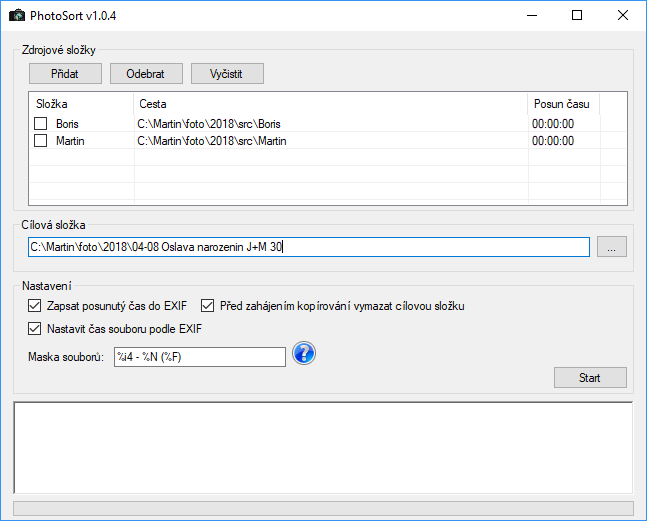 PhotoSort v1.0.4
Zdrojové složky
Přidat Odebrat Vyčistit
Složka Cesta Posun času
Boris C:\Martin\foto\2018\src\Boris 00:00:00
Martin C:\Martin\foto\2018\src\Martin 00:00:00
Cílová složka
C:\Martin\foto\2018\04-08 Oslava narozenin J+M 30 ...
Nastavení
Zapsat posunutý čas do EXIF Před zahájením kopírování vymazat cílovou složku
Nastavit čas souboru podle EXIF
Maska souborů: %i4 - %N (%F) ?
Start